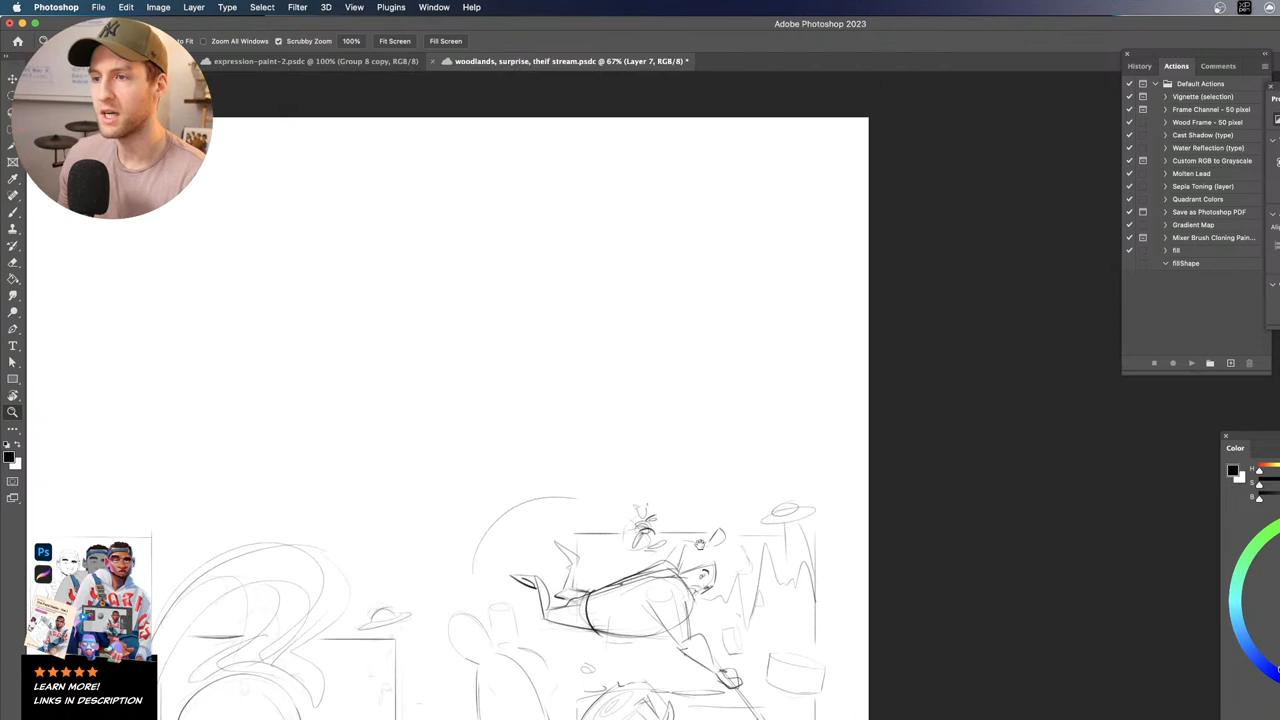 Photoshop File Edit Image Layer Type Select Filter 3D View Plugins Window Help
Adobe Photoshop 2023
to Fit Zoom All Windows Scrubby Zoom 100% Fit Screen Fill Screen
expression-paint-2.psdc @ 100% (Group 8 copy, RGB/8) woodlands, surprise, theif stream.psdc @ 67% (Layer 7, RGB/8) *
History Actions Comments
Default Actions
Vignette (selection)
Frame Channel - 50 pixel
Wood Frame - 50 pixel
Cast Shadow (type)
Water Reflection (type)
Custom RGB to Grayscale
Molten Lead
Sepia Toning (layer)
Quadrant Colors
Save as Photoshop PDF
Gradient Map
Mixer Brush Cloning Pain...
fill
fillShape
Color
H
S
B
Ps
LEARN MORE!
LINKS IN DESCRIPTION